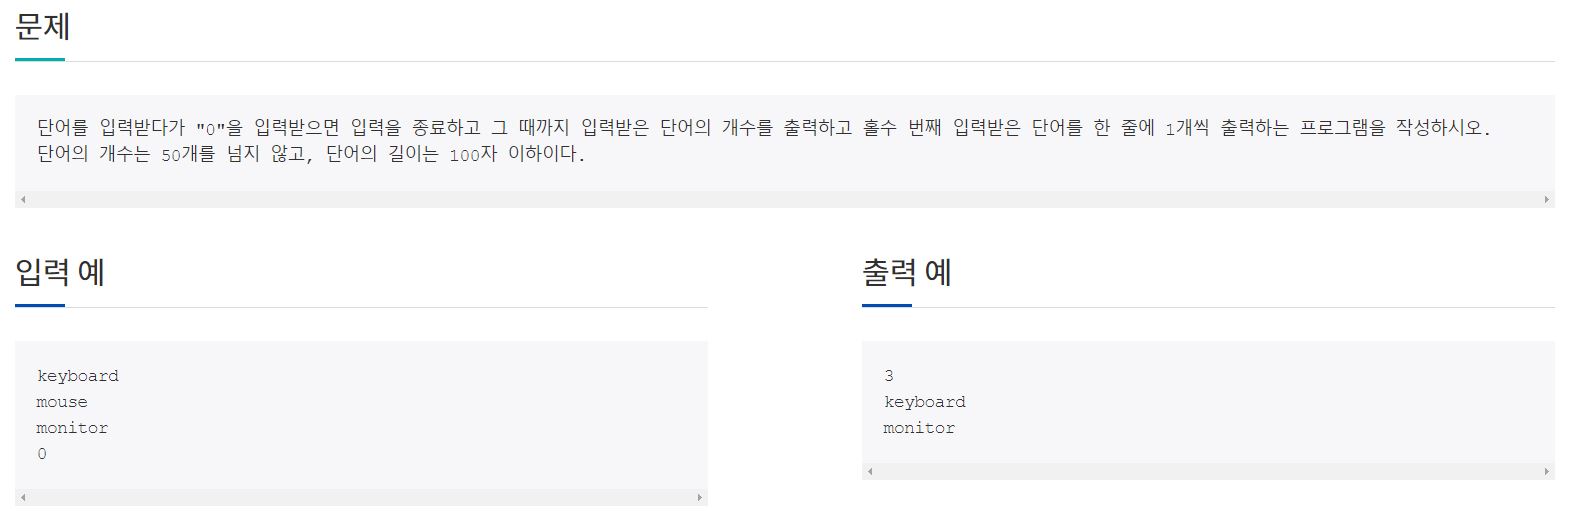 문제
단어를 입력받다가 "0"을 입력받으면 입력을 종료하고 그 때까지 입력받은 단어의 개수를 출력하고 홀수 번째 입력받은 단어를 한 줄에 1개씩 출력하는 프로그램을 작성하시오.
단어의 개수는 50개를 넘지 않고, 단어의 길이는 100자 이하이다.
입력 예
keyboard
mouse
monitor
0
출력 예
3
keyboard
monitor